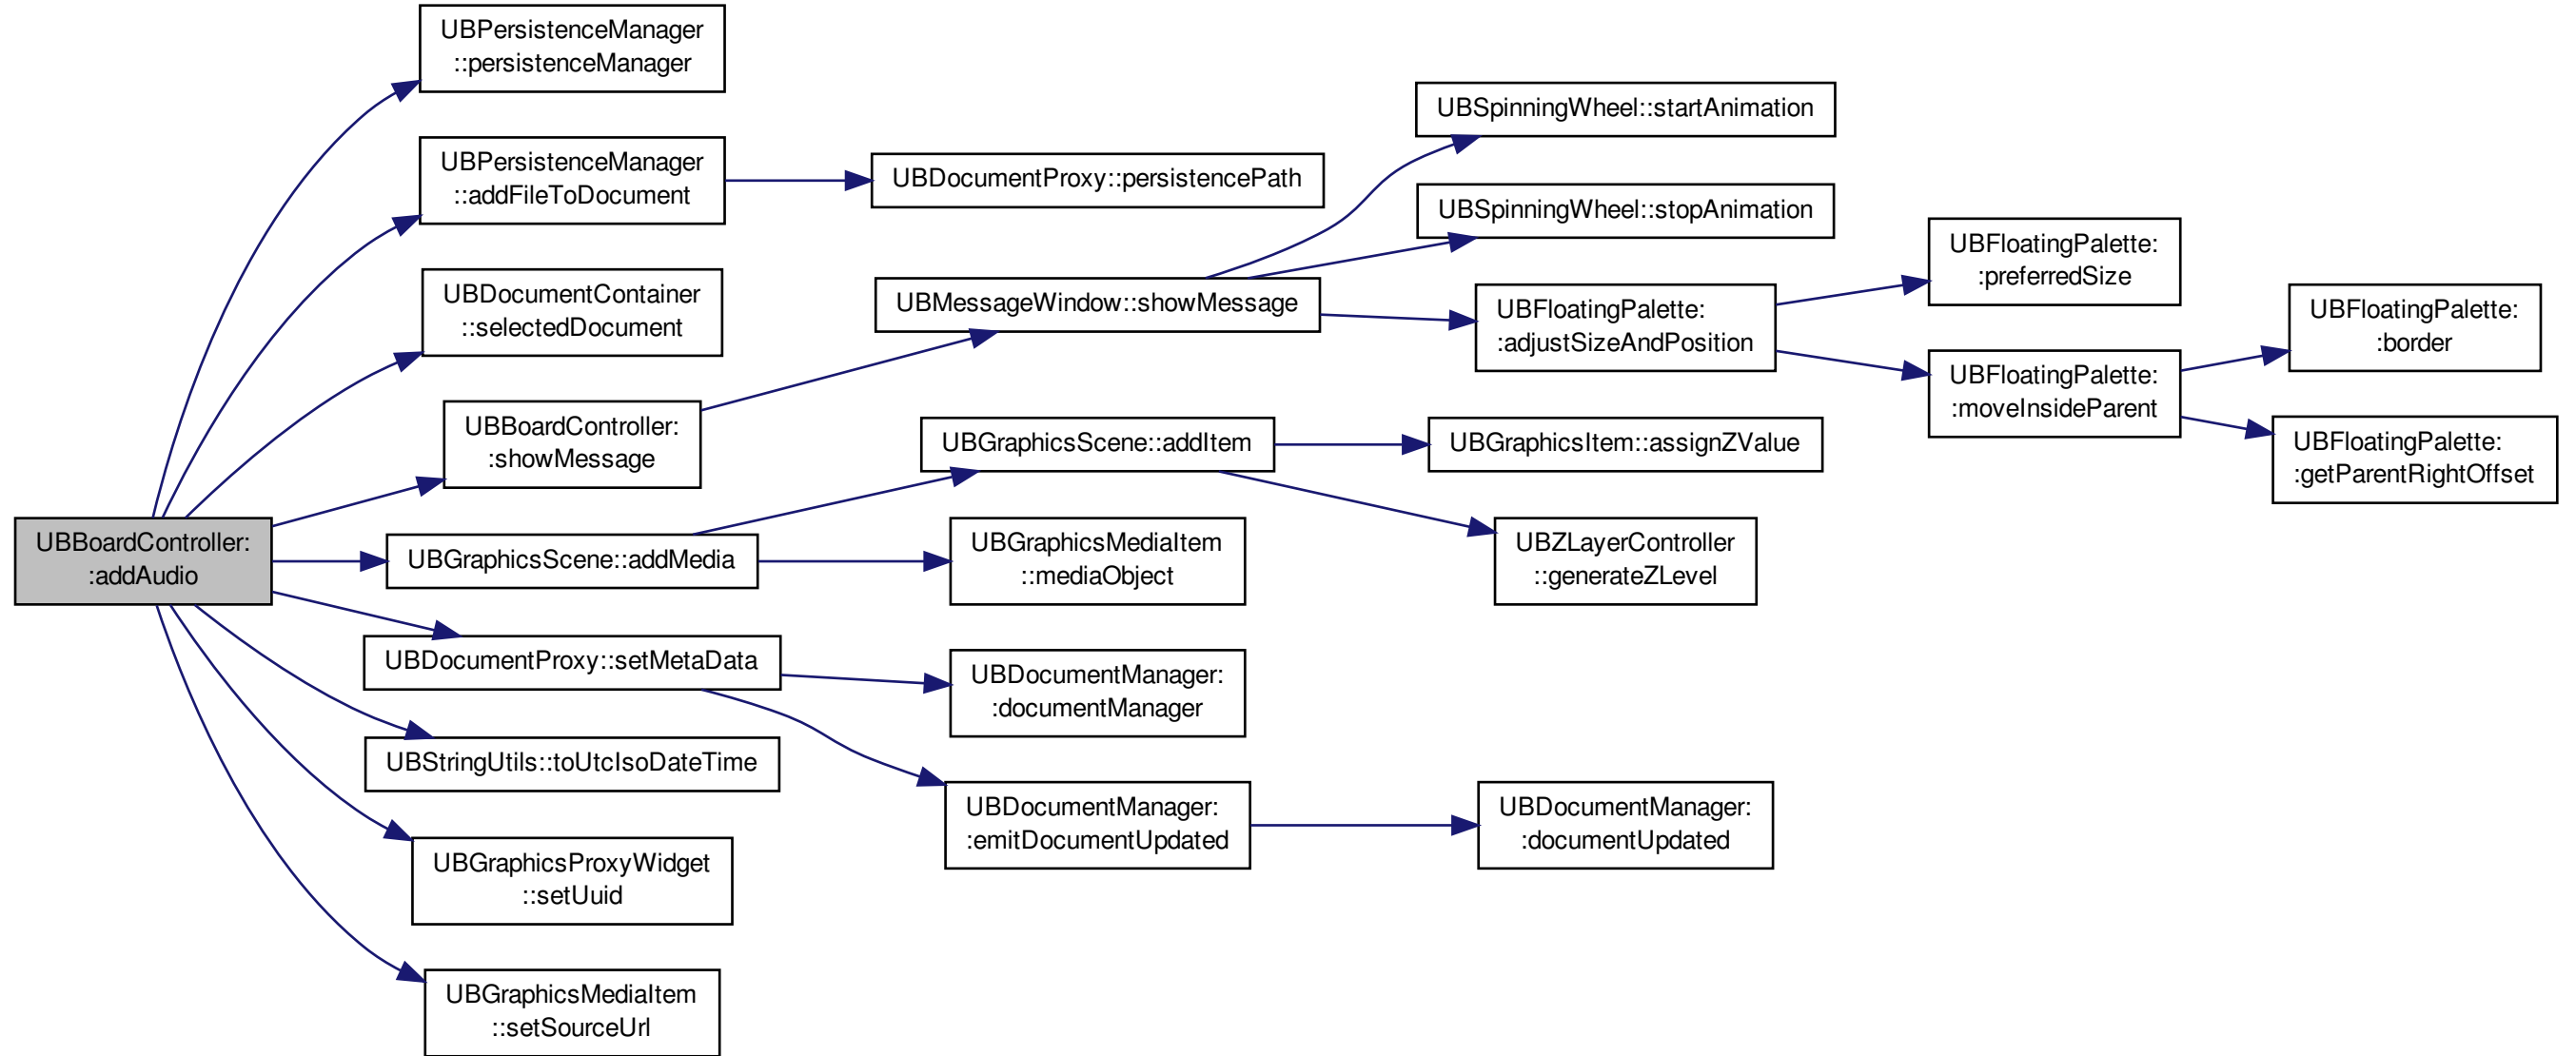 UBPersistenceManager
::persistenceManager
UBPersistenceManager
::addFileToDocument
UBDocumentContainer
::selectedDocument
UBBoardController:
:showMessage
UBBoardController:
:addAudio
UBGraphicsScene::addMedia
UBDocumentProxy::setMetaData
UBStringUtils::toUtcIsoDateTime
UBGraphicsProxyWidget
::setUuid
UBGraphicsMediaItem
::setSourceUrl
UBDocumentProxy::persistencePath
UBMessageWindow::showMessage
UBGraphicsScene::addItem
UBGraphicsMediaItem
::mediaObject
UBDocumentManager:
:documentManager
UBDocumentManager:
:emitDocumentUpdated
UBSpinningWheel::startAnimation
UBSpinningWheel::stopAnimation
UBFloatingPalette:
:adjustSizeAndPosition
UBGraphicsItem::assignZValue
UBZLayerController
::generateZLevel
UBDocumentManager:
:documentUpdated
UBFloatingPalette:
:preferredSize
UBFloatingPalette:
:moveInsideParent
UBFloatingPalette:
:border
UBFloatingPalette:
:getParentRightOffset